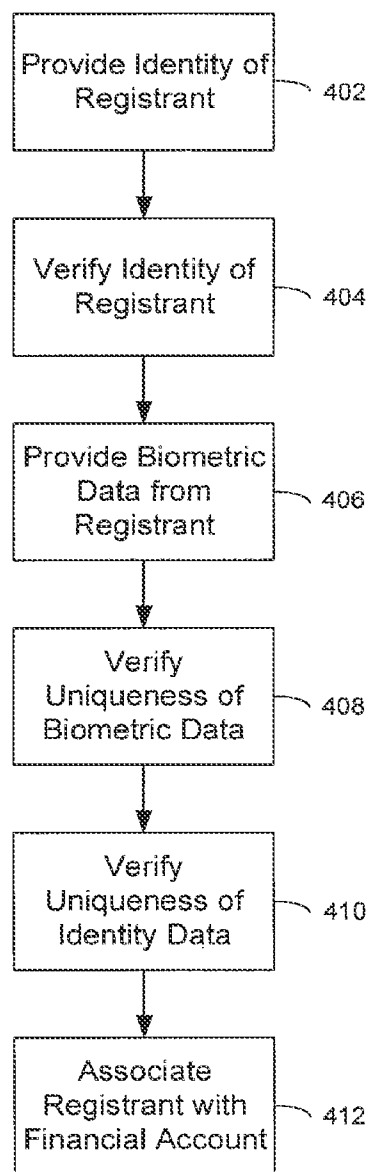 Provide Identity of
Registrant
402
Verify Identity of
Registrant
404
Provide Biometric
Data from
Registrant
406
Verify
Uniqueness of
Biometric Data
408
Verify
Uniqueness of
Identity Data
410
Associate
Registrant with
Financial Account
412